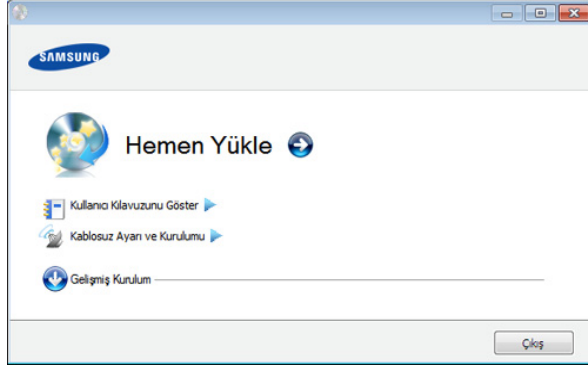 SAMSUNG
Hemen Yükle
Kullanıcı Kılavuzunu Göster
Kablosuz Ayarı ve Kurulumu
Gelişmiş Kurulum
Çıkış